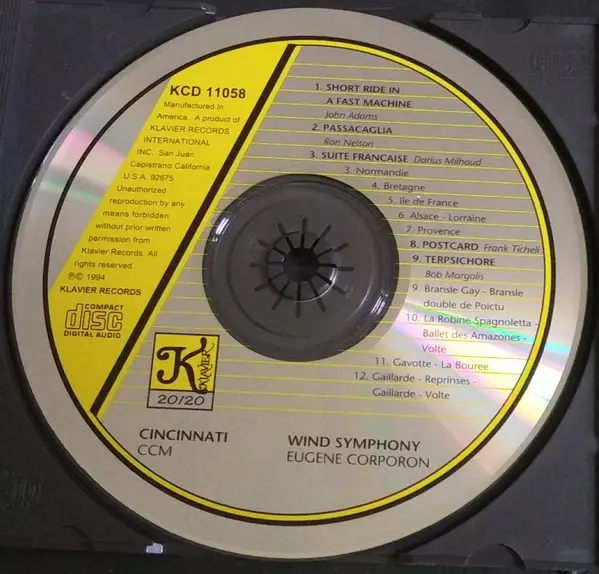 KCD 11058
Manufactured in
America. A product of
KLAVIER RECORDS
INTERNATIONAL
INC. San Juan
Capistrano California
U.S.A. 92675
Unauthorized
reproduction by any
means forbidden
without prior written
permission from
Klavier Records. All
rights reserved.
℗© 1994
KLAVIER RECORDS
COMPACT
disc
DIGITAL AUDIO
1. SHORT RIDE IN
A FAST MACHINE
John Adams
2. PASSACAGLIA
Ron Nelson
3. SUITE FRANCAISE Darius Milhaud
3. Normandie
4. Bretagne
5. Ile de France
6. Alsace - Lorraine
7. Provence
8. POSTCARD Frank Ticheli
9. TERPSICHORE
Bob Margolis
9. Bransle Gay - Bransle
double de Poictu
10. La Robine Spagnoletta -
Ballet des Amazones -
Volte
11. Gavotte - La Bouree
12. Gaillarde - Reprinses -
Gaillarde - Volte
K
KLAVIER
20/20
CINCINNATI
CCM
WIND SYMPHONY
EUGENE CORPORON